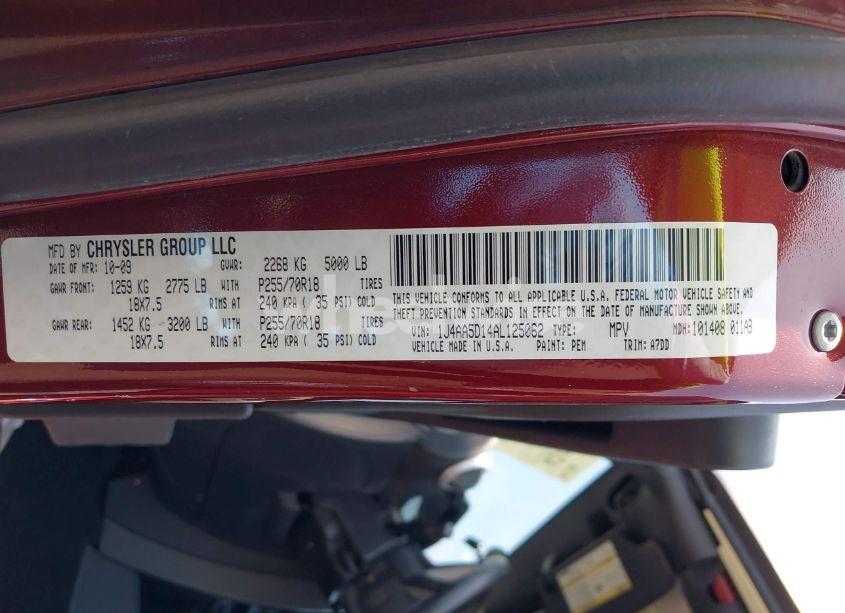 MFD BY CHRYSLER GROUP LLC
DATE OF MFR: 10-09 GVWR: 2268 KG 5000 LB
GAWR FRONT: 1259 KG 2775 LB WITH P255/70R18 TIRES
18X7.5 RIMS AT 240 KPA ( 35 PSI) COLD
GAWR REAR: 1452 KG 3200 LB WITH P255/70R18 TIRES
18X7.5 RIMS AT 240 KPA ( 35 PSI) COLD
THIS VEHICLE CONFORMS TO ALL APPLICABLE U.S.A. FEDERAL MOTOR VEHICLE SAFETY AND
THEFT PREVENTION STANDARDS IN EFFECT ON THE DATE OF MANUFACTURE SHOWN ABOVE
VIN: 1J4AA5D14AL125062 TYPE: MPV MDH: 101408 011AB
VEHICLE MADE IN U.S.A. PAINT: PEM TRIM: A7DD